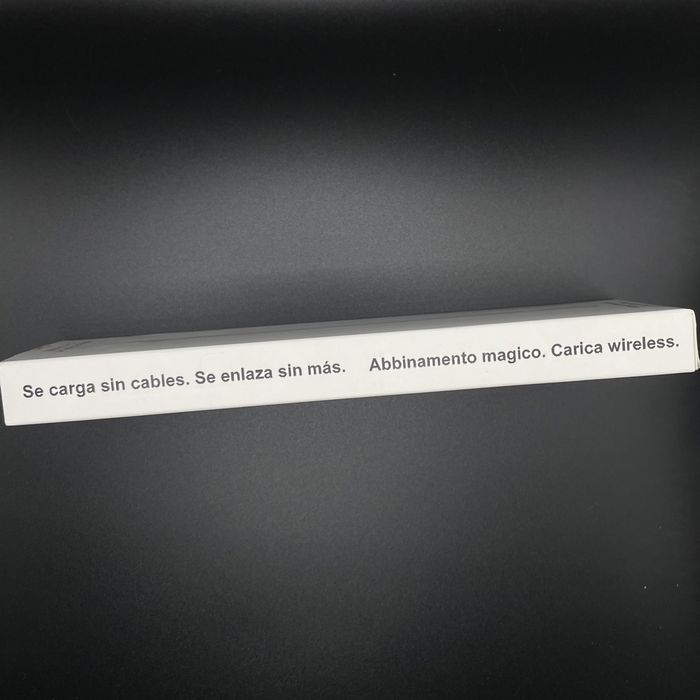 Se carga sin cables. Se enlaza sin más. Abbinamento magico. Carica wireless.